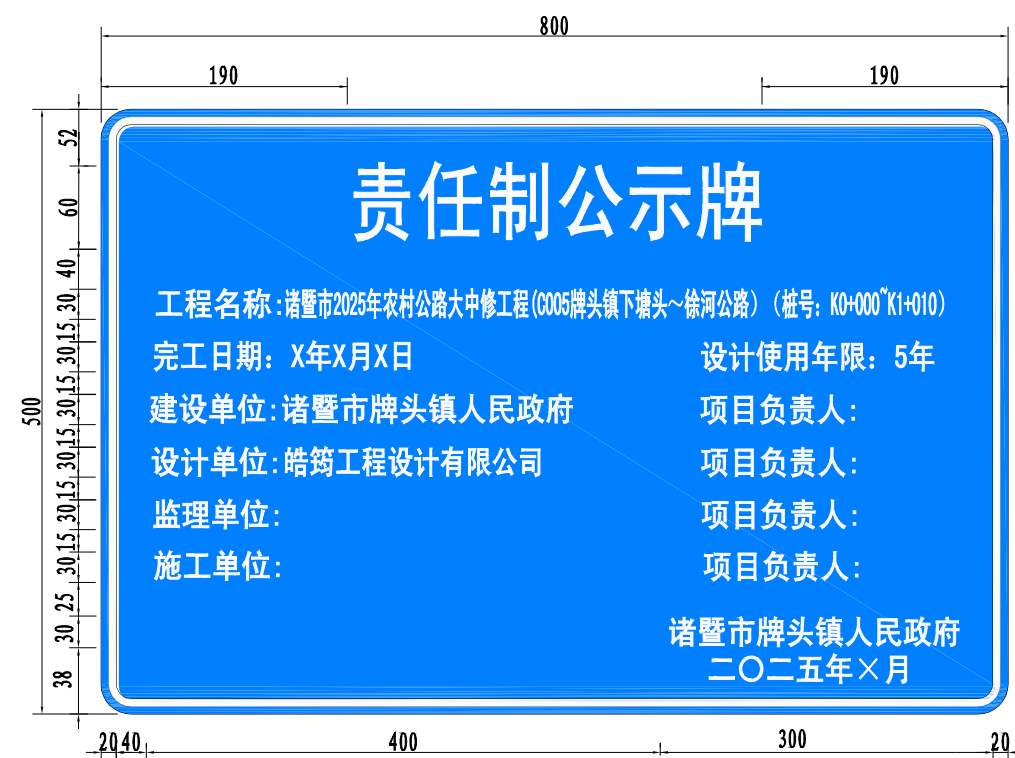 800
190 190
52
60
40
30
15
30
15
30
15
30
15
30
15
30
25
30
38
500
责任制公示牌
工程名称:诸暨市2025年农村公路大中修工程(C005牌头镇下塘头～徐河公路)（桩号：K0+000~K1+010）
完工日期：X年X月X日 设计使用年限：5年
建设单位:诸暨市牌头镇人民政府 项目负责人:
设计单位:皓筠工程设计有限公司 项目负责人:
监理单位: 项目负责人:
施工单位: 项目负责人:
诸暨市牌头镇人民政府
二〇二五年×月
20 40 400 300 20